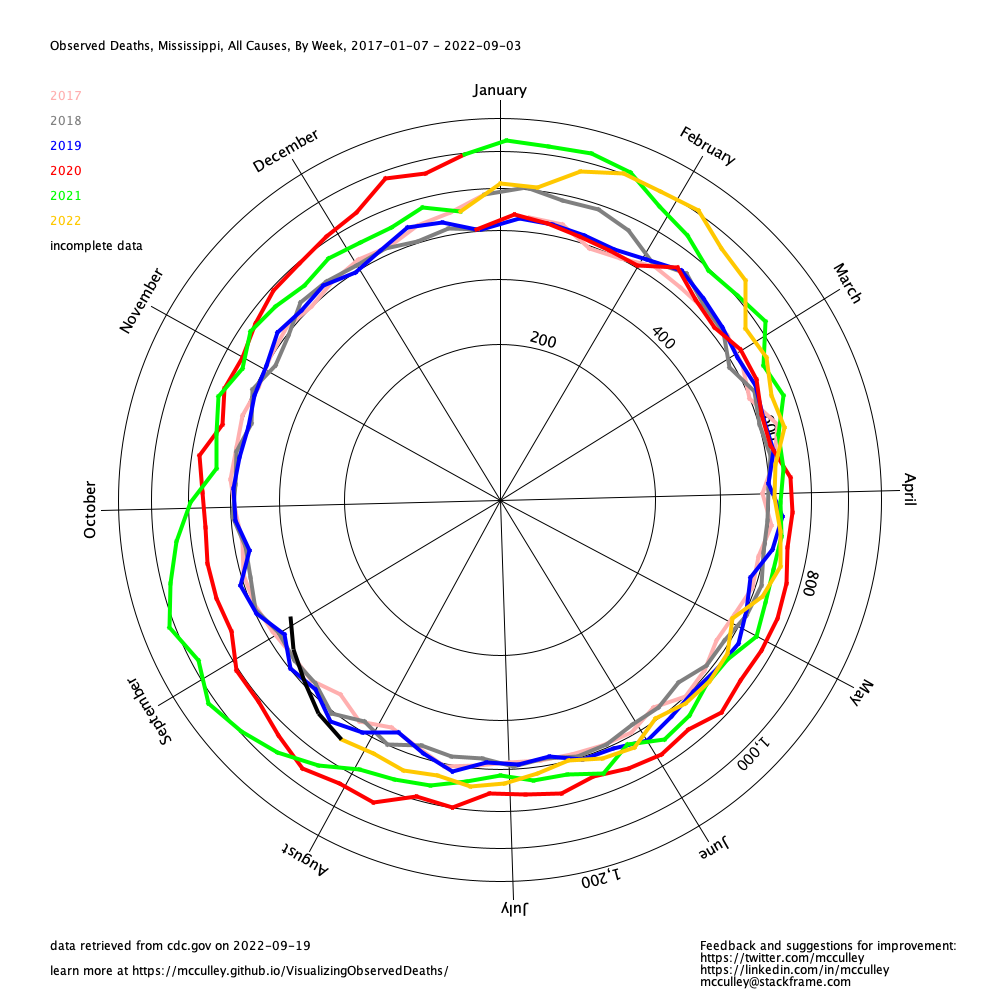 Observed Deaths, Mississippi, All Causes, By Week, 2017-01-07 - 2022-09-03
January
2017
2018
2019
2020
2021
2022
incomplete data
December
February
November
March
200
400
600
October
April
800
September
May
1,000
August
June
1,200
July
data retrieved from cdc.gov on 2022-09-19
learn more at https://mcculley.github.io/VisualizingObservedDeaths/
Feedback and suggestions for improvement:
https://twitter.com/mcculley
https://linkedin.com/in/mcculley
mcculley@stackframe.com